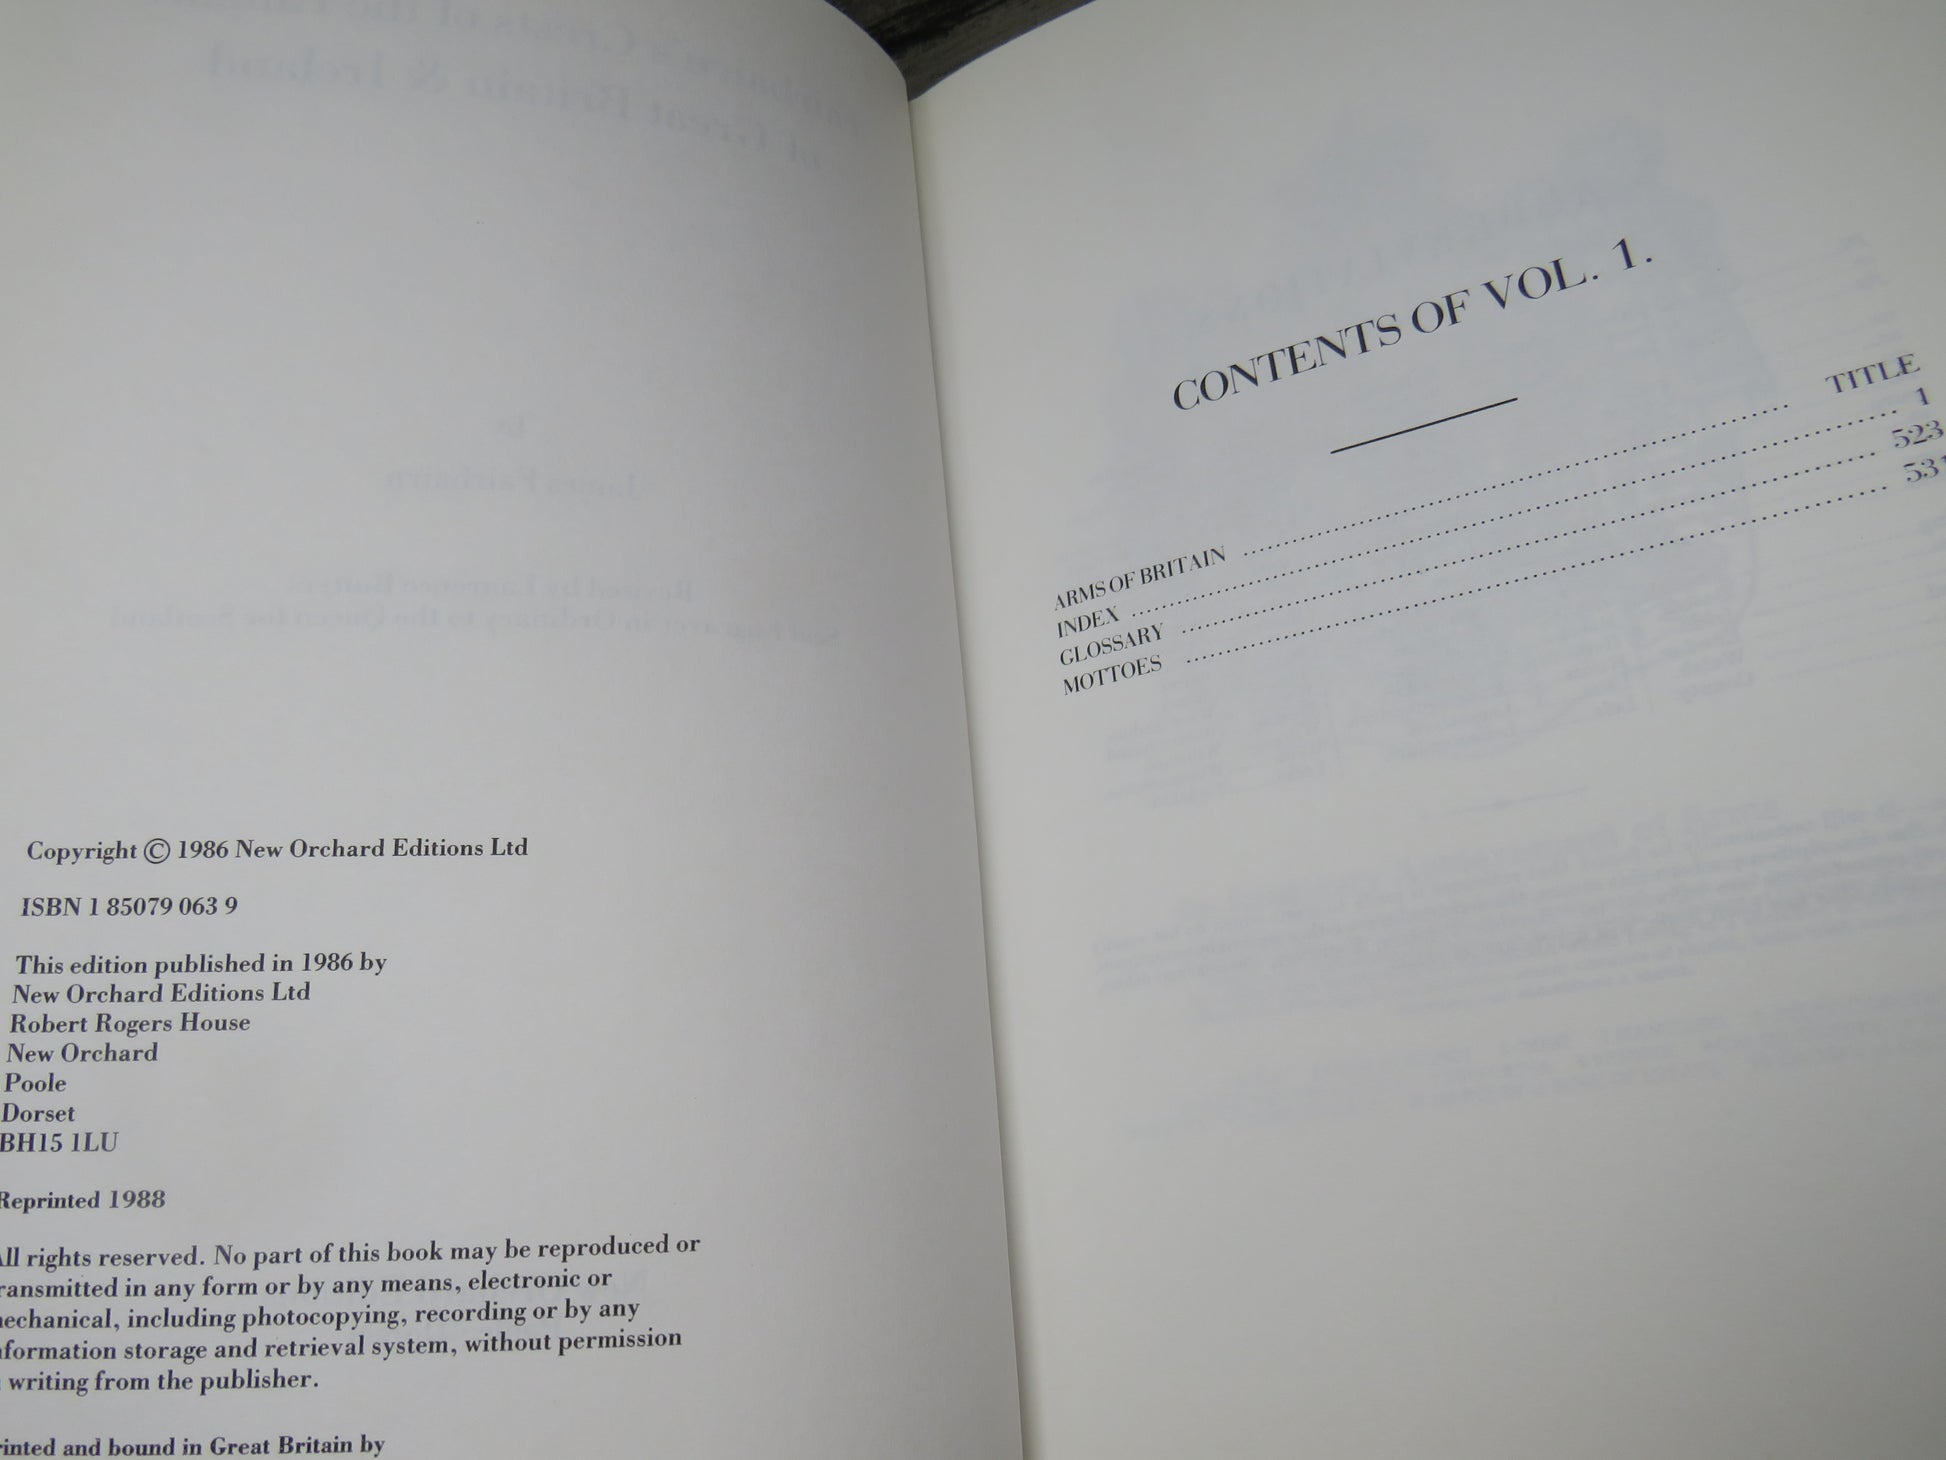 Copyright © 1986 New Orchard Editions Ltd
ISBN 1 85079 063 9
This edition published in 1986 by
New Orchard Editions Ltd
Robert Rogers House
New Orchard
Poole
Dorset
BH15 1LU
Reprinted 1988
All rights reserved. No part of this book may be reproduced or
transmitted in any form or by any means, electronic or
mechanical, including photocopying, recording or by any
information storage and retrieval system, without permission
writing from the publisher.
Printed and bound in Great Britain by
CONTENTS OF VOL. 1.
ARMS OF BRITAIN ........ TITLE
INDEX ........ 1
GLOSSARY ........ 523
MOTTOES ........ 531